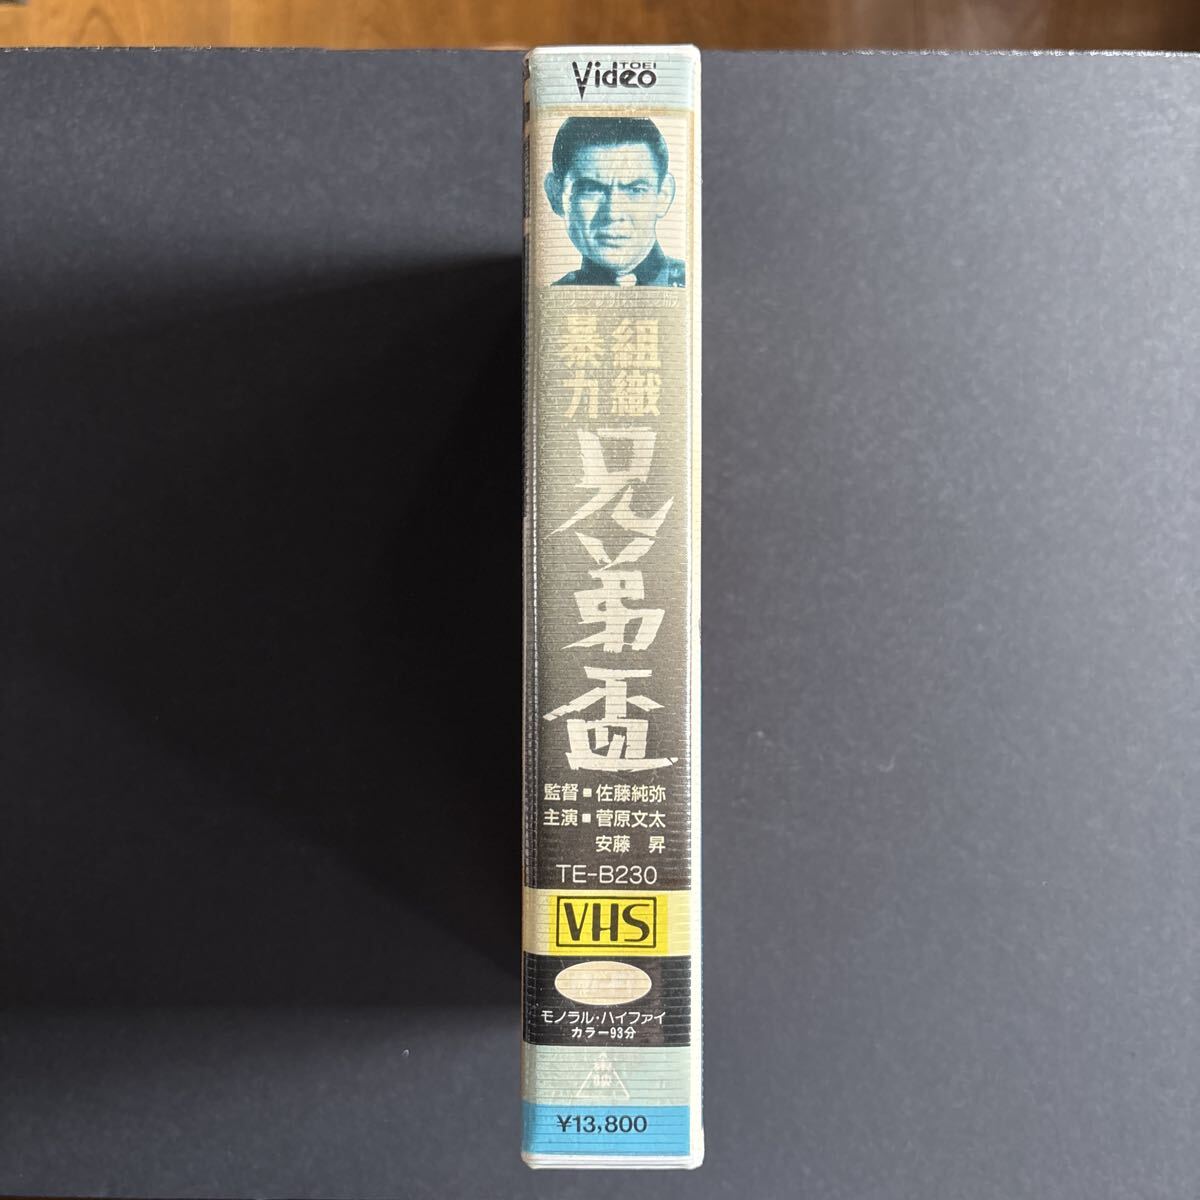 TOEI
Video
組織
暴力
兄弟盃
監督■佐藤純弥
主演■菅原文太
安藤 昇
TE-B230
VHS
モノラル・ハイファイ
カラー93分
東映
¥13,800